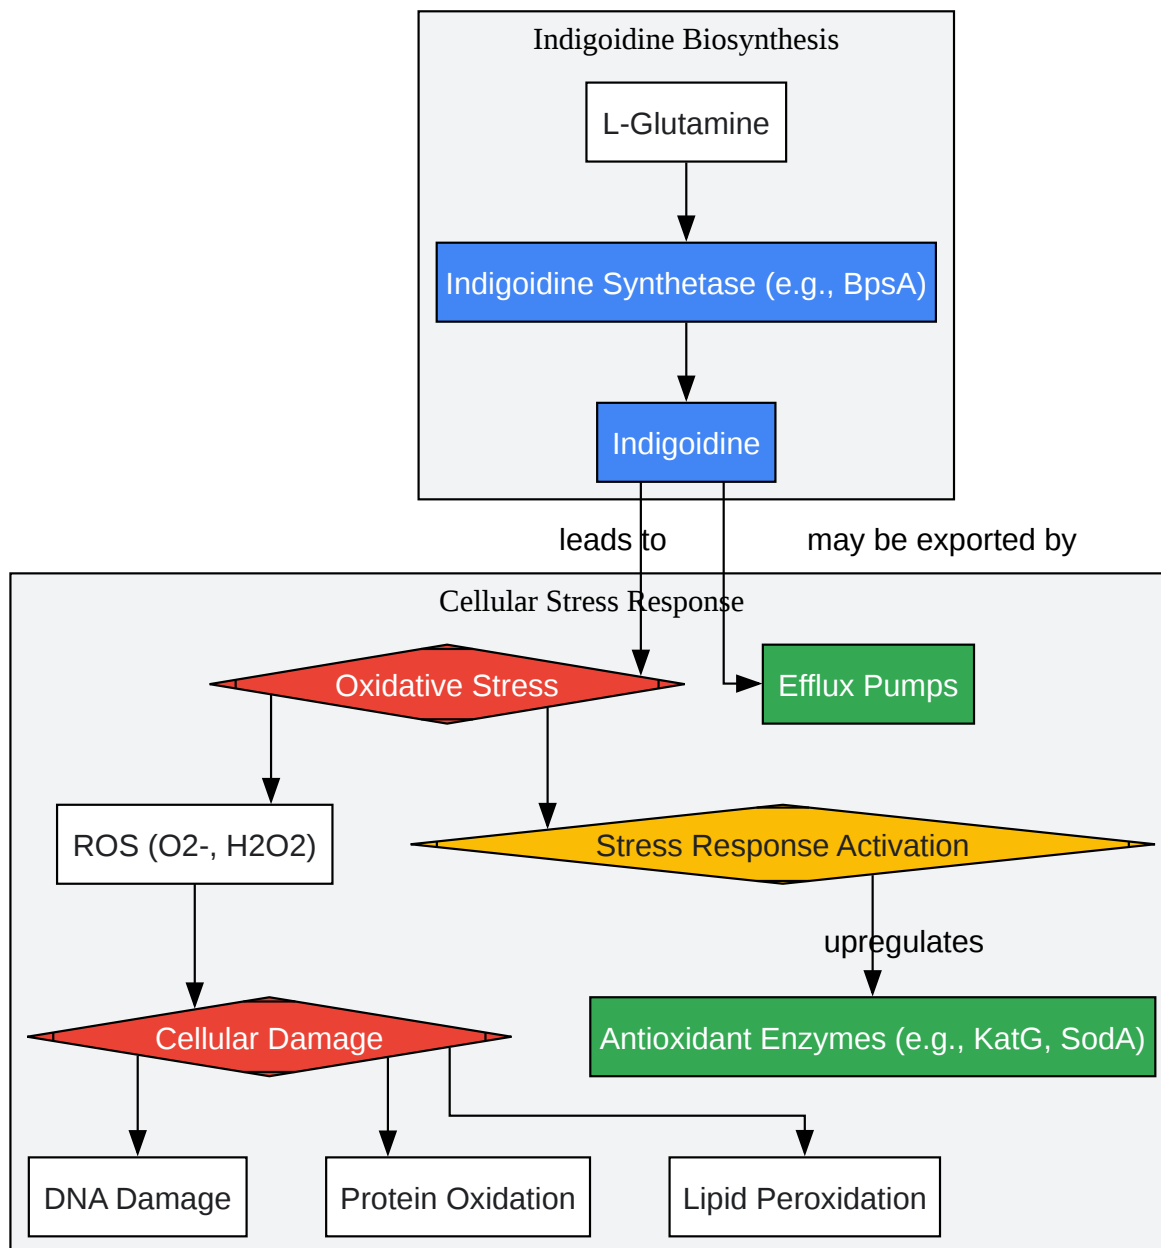 Indigoidine Biosynthesis
L-Glutamine
Indigoidine Synthetase (e.g., BpsA)
Indigoidine
leads to
may be exported by
Cellular Stress Response
Oxidative Stress
Efflux Pumps
ROS (O2-, H2O2)
Stress Response Activation
upregulates
Cellular Damage
Antioxidant Enzymes (e.g., KatG, SodA)
DNA Damage
Protein Oxidation
Lipid Peroxidation